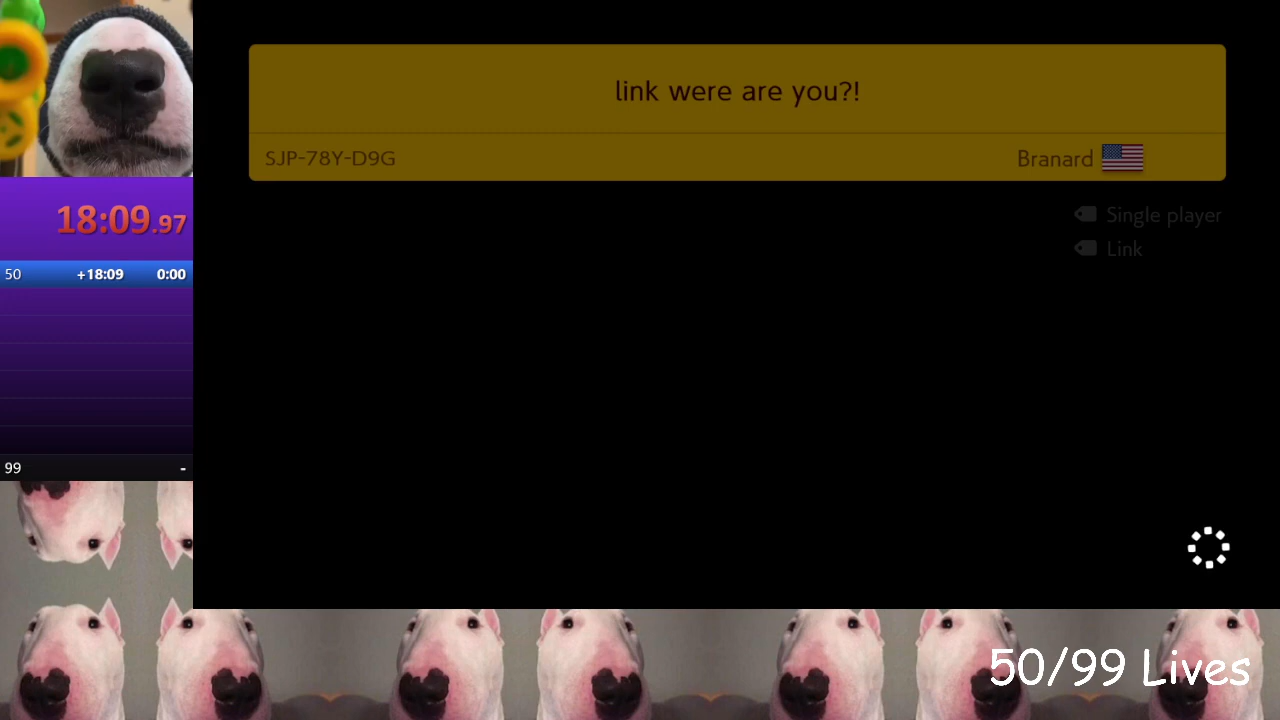 link were are you?!
SJP-78Y-D9G
Branard
Single player
Link
18:09.97
50 +18:09 0:00
99 -
50/99 Lives